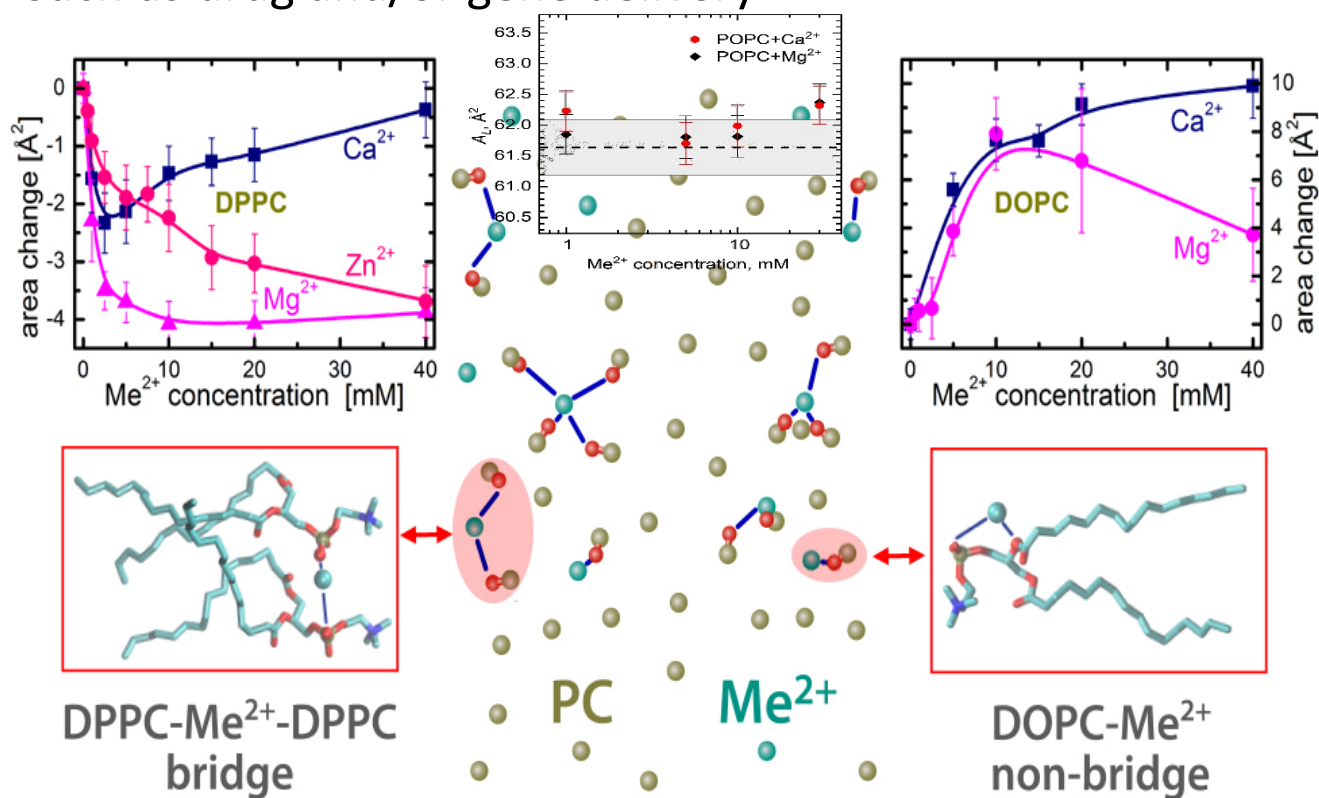 63.5
63.0
62.5
62.0
61.5
61.0
60.5
A_L, Å²
POPC+Ca²⁺
POPC+Mg²⁺
1
10
Me²⁺ concentration, mM
0
-1
-2
-3
-4
area change [Å²]
Ca²⁺
DPPC
Zn²⁺
Mg²⁺
0 10 20 30 40
Me²⁺ concentration [mM]
Ca²⁺
DOPC
Mg²⁺
10
8
6
4
2
0
area change [Å²]
0 10 20 30 40
Me²⁺ concentration [mM]
PC
Me²⁺
DPPC-Me²⁺-DPPC
bridge
DOPC-Me²⁺
non-bridge